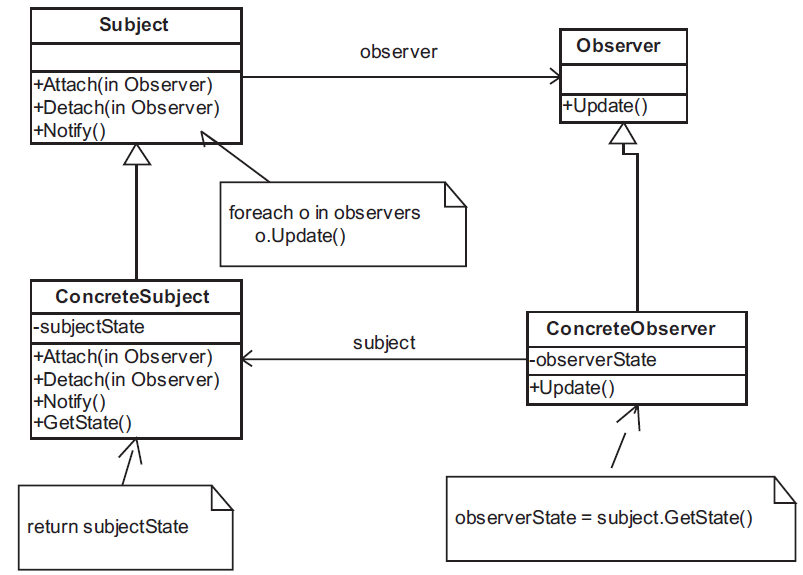 Subject
+Attach(in Observer)
+Detach(in Observer)
+Notify()
observer
Observer
+Update()
foreach o in observers
o.Update()
ConcreteSubject
-subjectState
+Attach(in Observer)
+Detach(in Observer)
+Notify()
+GetState()
subject
ConcreteObserver
-observerState
+Update()
return subjectState
observerState = subject.GetState()